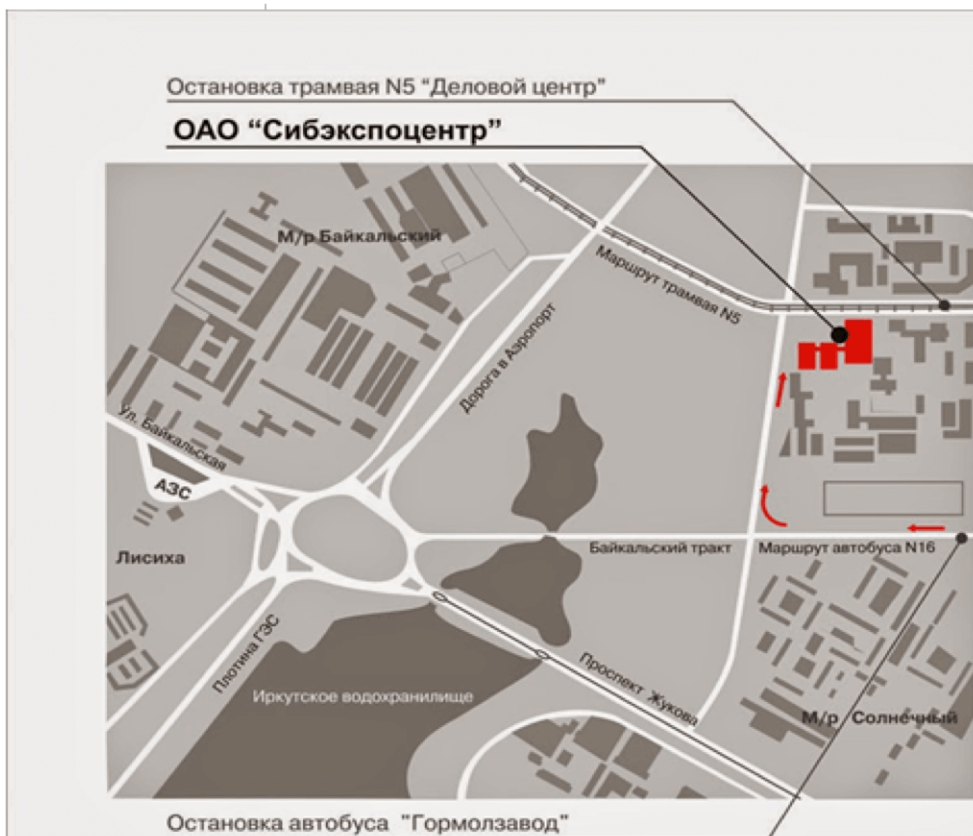 Остановка трамвая N5 "Деловой центр"
ОАО “Сибэкспоцентр”
М/р Байкальский
Маршрут трамвая N5
Дорога в Аэропорт
Ул. Байкальская
АЗС
Лисиха
Байкальский тракт
Маршрут автобуса N16
Плотина ГЭС
Иркутское водохранилище
Проспект Жукова
М/р Солнечный
Остановка автобуса "Гормолзавод"